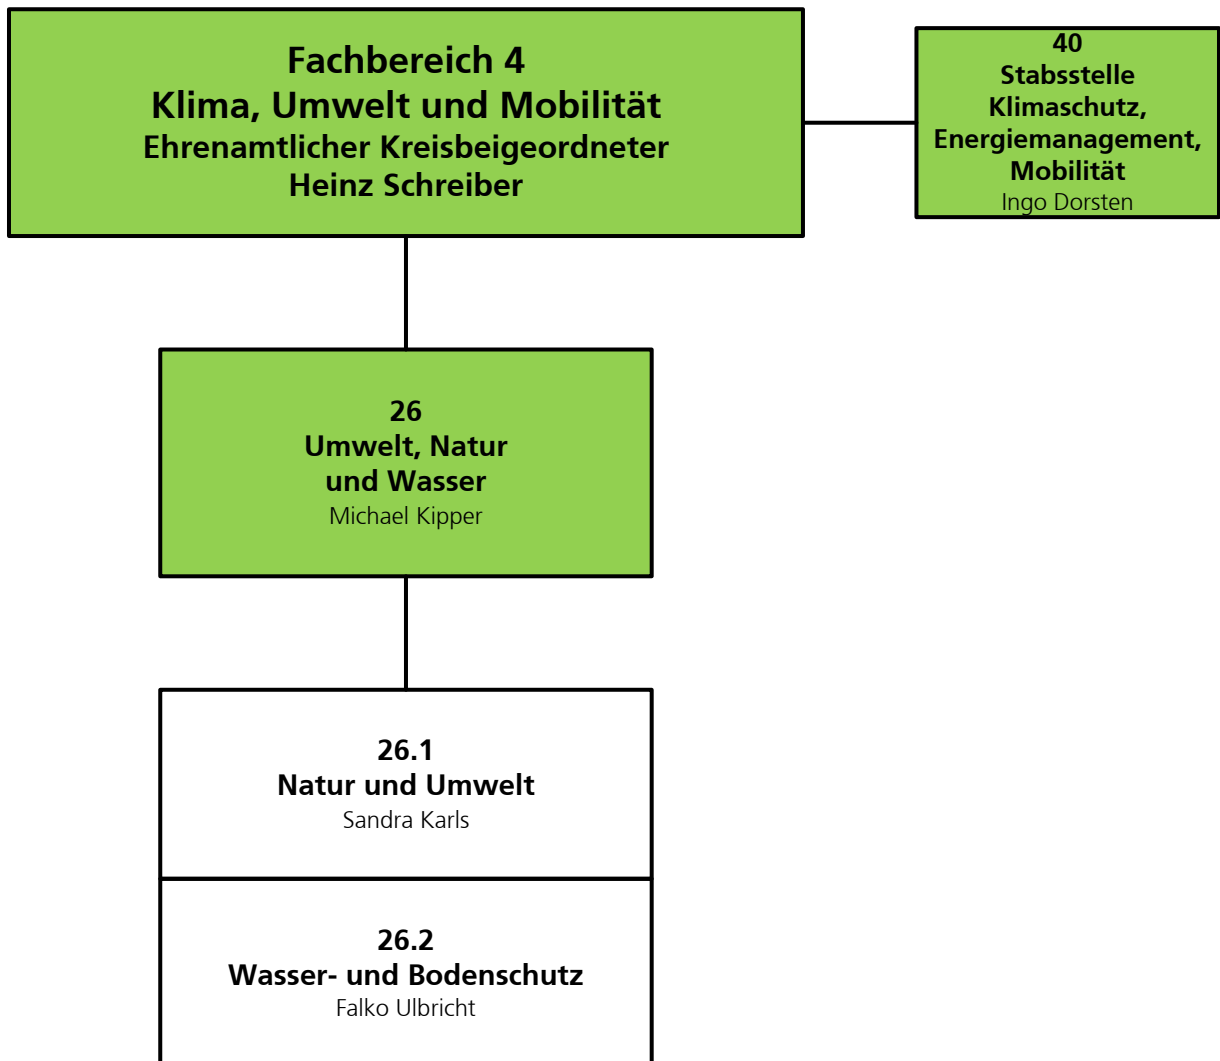 Fachbereich 4
Klima, Umwelt und Mobilität
Ehrenamtlicher Kreisbeigeordneter
Heinz Schreiber
40
Stabsstelle
Klimaschutz,
Energiemanagement,
Mobilität
Ingo Dorsten
26
Umwelt, Natur
und Wasser
Michael Kipper
26.1
Natur und Umwelt
Sandra Karls
26.2
Wasser- und Bodenschutz
Falko Ulbricht